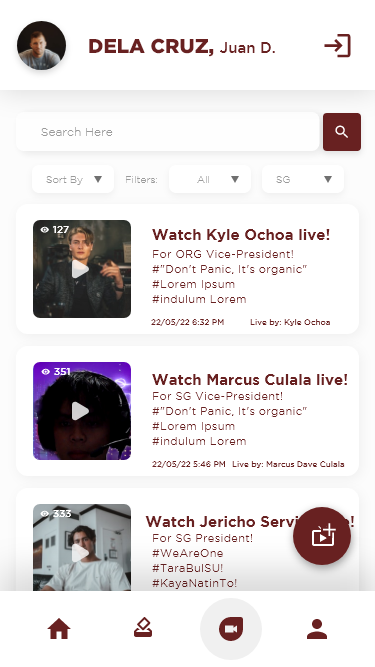 DELA CRUZ, Juan D.
Search Here
Sort By Filters: All SG
127
Watch Kyle Ochoa live!
For ORG Vice-President!
#"Don't Panic, It's organic"
#Lorem Ipsum
#indulum Lorem
22/05/22 6:32 PM Live by: Kyle Ochoa
351
Watch Marcus Culala live!
For SG Vice-President!
#"Don't Panic, It's organic"
#Lorem Ipsum
#indulum Lorem
22/05/22 5:46 PM Live by: Marcus Dave Culala
333
Watch Jericho
For SG President!
#WeAreOne
#TaraBulSU!
#KayaNatinTo!